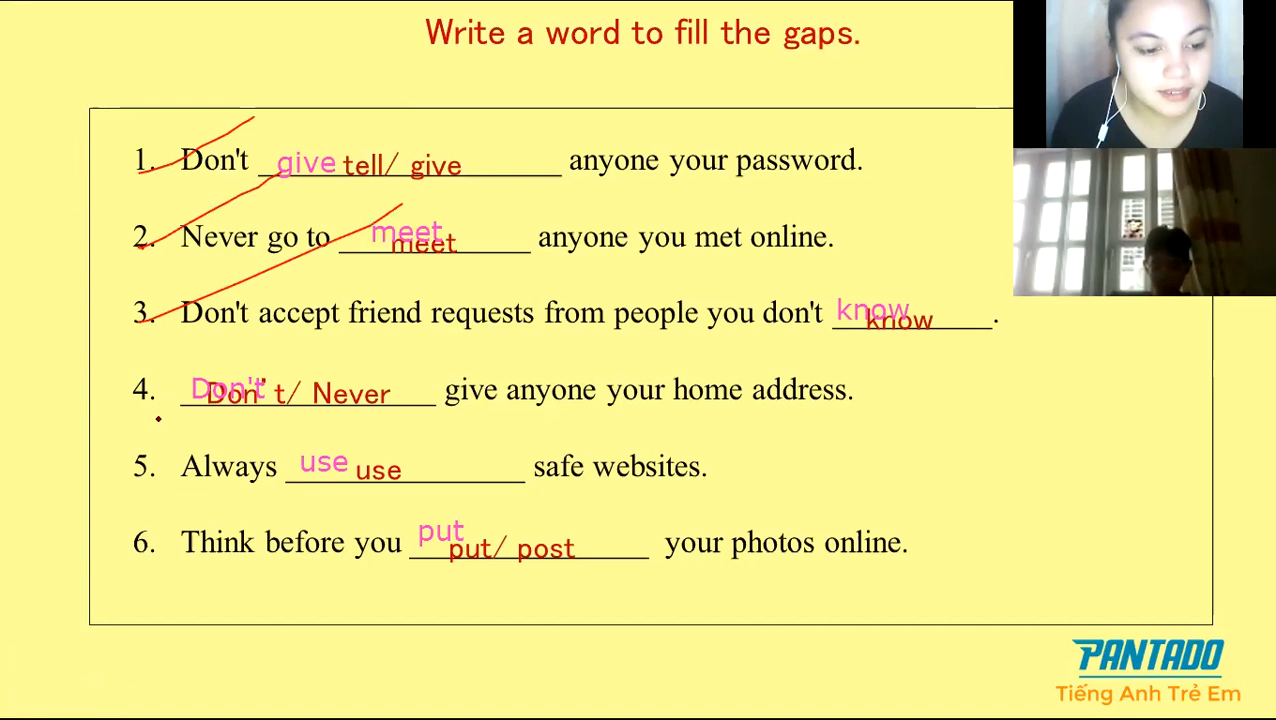 Write a word to fill the gaps.
1. Don't give tell/ give anyone your password.
2. Never go to meet meet anyone you met online.
3. Don't accept friend requests from people you don't know know.
4. Don't Don't/ Never give anyone your home address.
5. Always use use safe websites.
6. Think before you put put/ post your photos online.
PANTADO
Tiếng Anh Trẻ Em